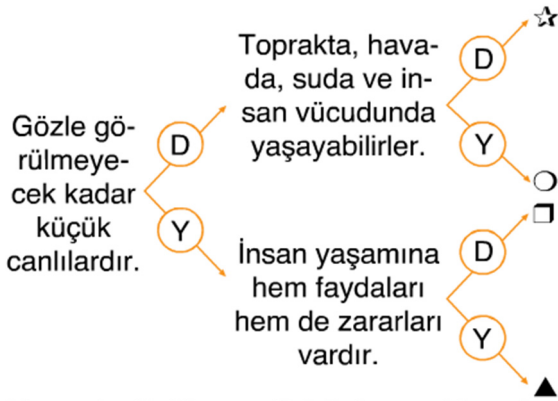 Gözle gö-
rülmeye-
cek kadar
küçük
canlılardır.
D
Y
Toprakta, hava-
da, suda ve in-
san vücudunda
yaşayabilirler.
D
Y
İnsan yaşamına
hem faydaları
hem de zararları
vardır.
D
Y